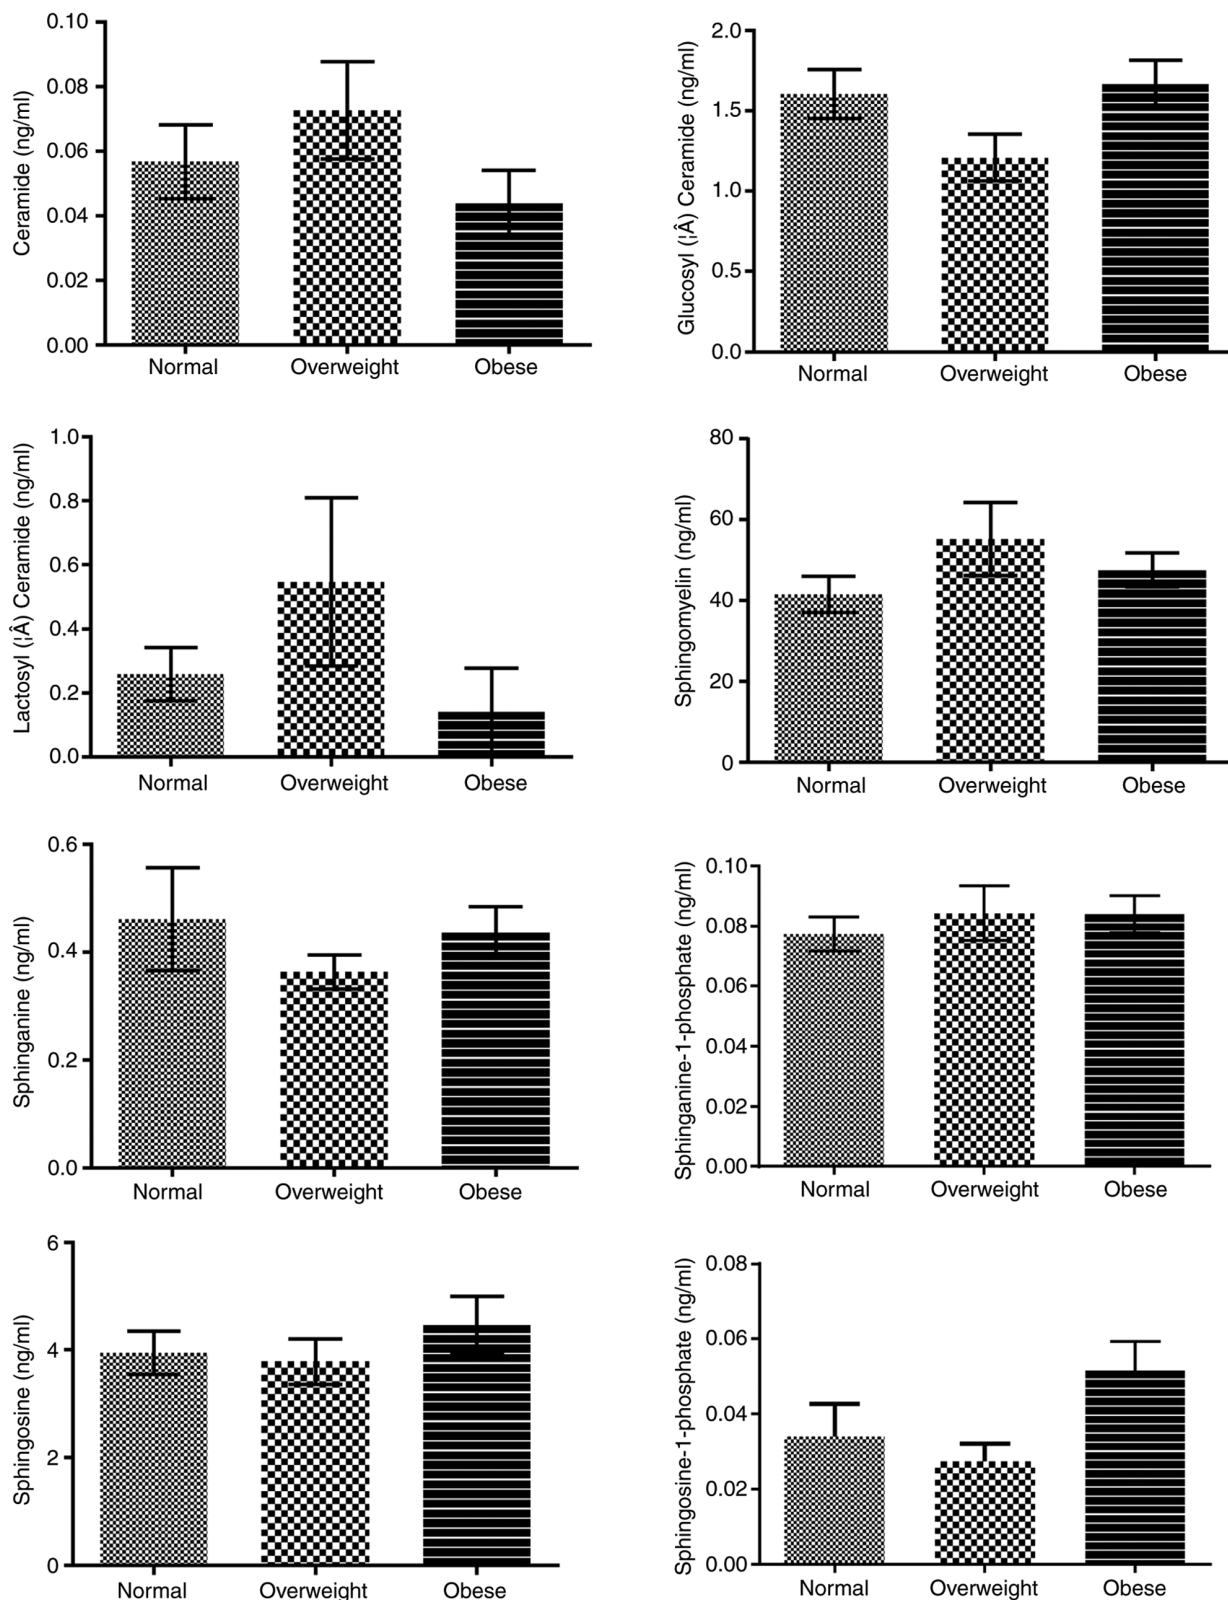 Ceramide (ng/ml)
0.10
0.08
0.06
0.04
0.02
0.00
Normal Overweight Obese
Glucosyl (¦Â) Ceramide (ng/ml)
2.0
1.5
1.0
0.5
0.0
Normal Overweight Obese
Lactosyl (¦Â) Ceramide (ng/ml)
1.0
0.8
0.6
0.4
0.2
0.0
Normal Overweight Obese
Sphingomyelin (ng/ml)
80
60
40
20
0
Normal Overweight Obese
Sphinganine (ng/ml)
0.6
0.4
0.2
0.0
Normal Overweight Obese
Sphinganine-1-phosphate (ng/ml)
0.10
0.08
0.06
0.04
0.02
0.00
Normal Overweight Obese
Sphingosine (ng/ml)
6
4
2
0
Normal Overweight Obese
Sphingosine-1-phosphate (ng/ml)
0.08
0.06
0.04
0.02
0.00
Normal Overweight Obese